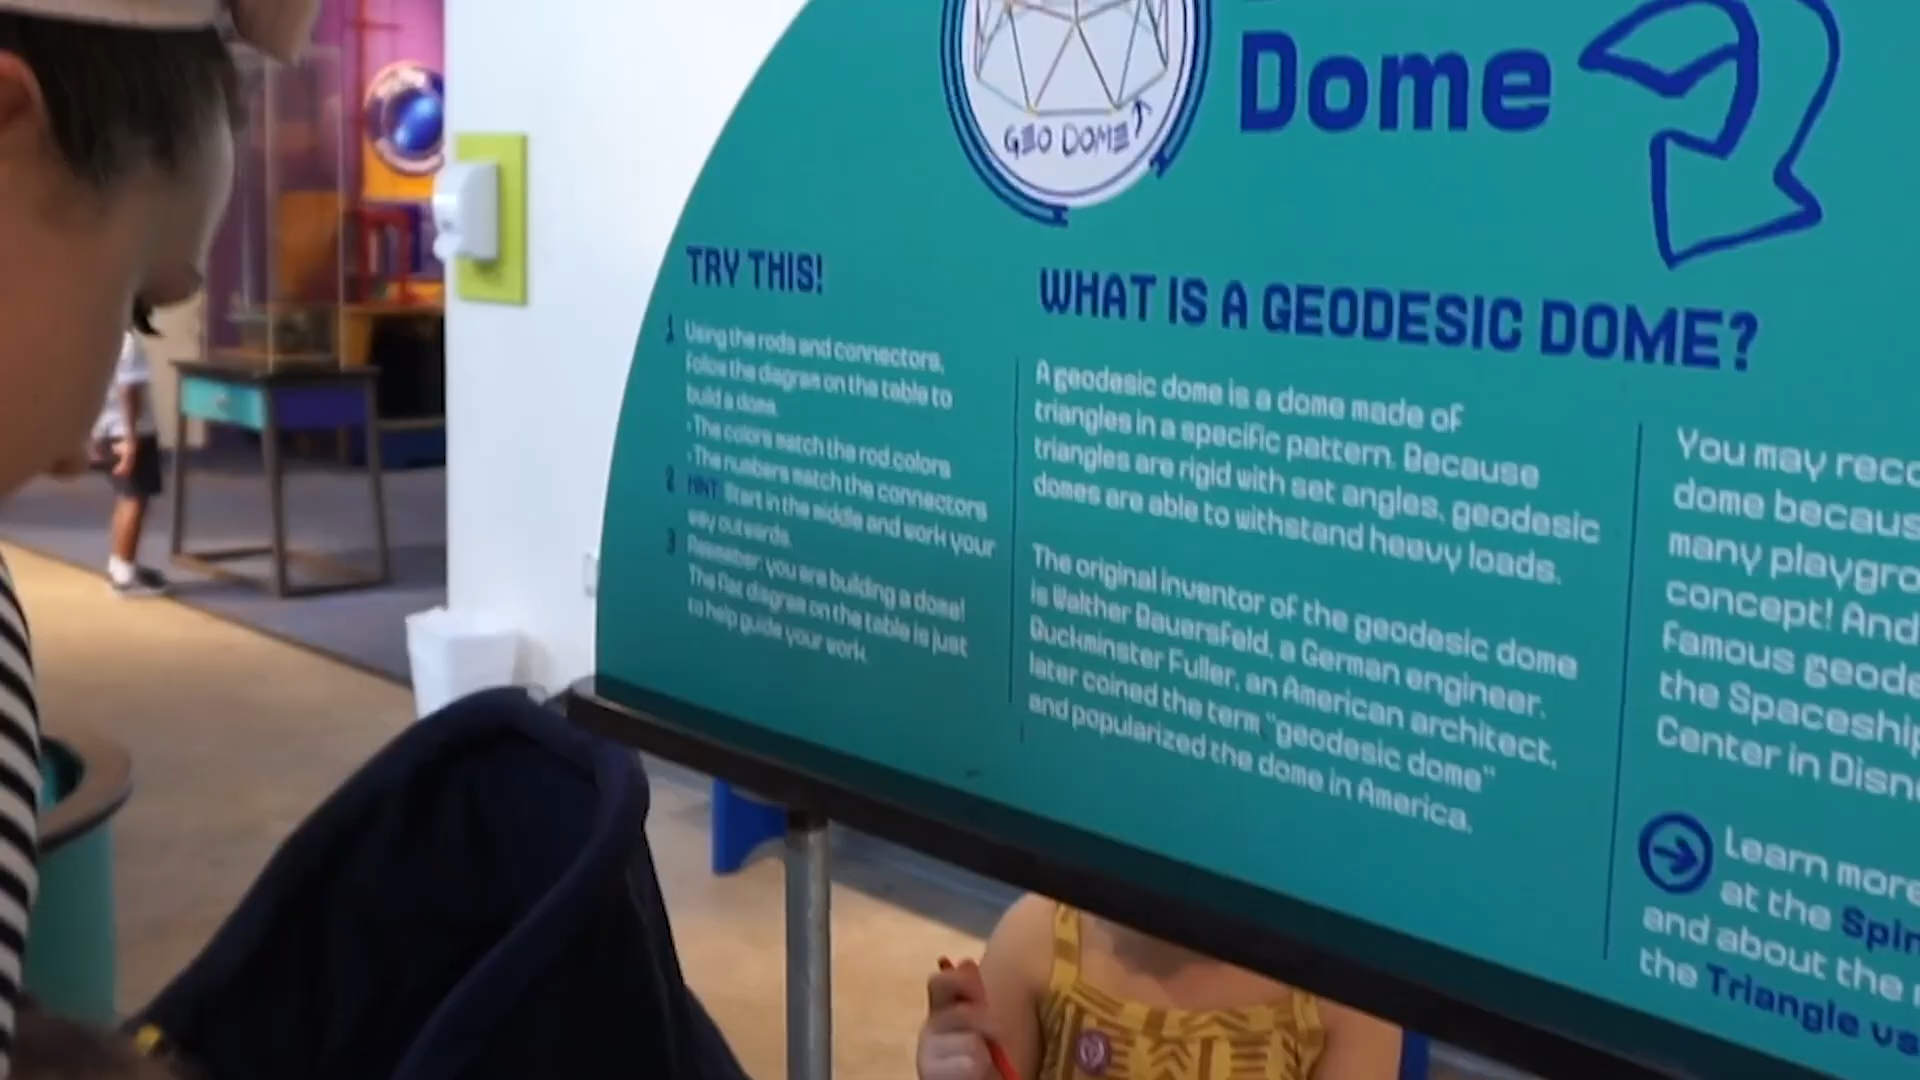 Dome
GEO DOME
TRY THIS!
1 Using the rods and connectors,
follow the diagram on the table to
build a dome.
•The colors match the rod colors
•The numbers match the connectors
2 HINT: Start in the middle and work your
way outwards.
3 Remember, you are building a dome!
The flat diagram on the table is just
to help guide your work.
WHAT IS A GEODESIC DOME?
A geodesic dome is a dome made of
triangles in a specific pattern. Because
triangles are rigid with set angles, geodesic
domes are able to withstand heavy loads.
The original inventor of the geodesic dome
is Walther Bauersfeld, a German engineer.
Buckminster Fuller, an American architect,
later coined the term "geodesic dome"
and popularized the dome in America.
You may reco
dome becaus
many playgro
concept! And
famous geode
the Spaceship
Center in Disn
Learn more
at the Spin
and about the
the Triangle vs